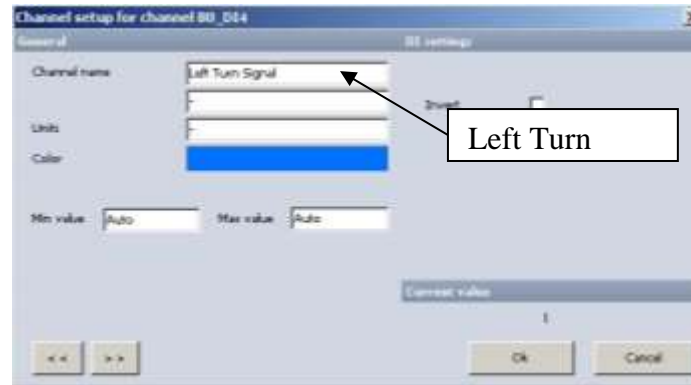 Channel setup for channel B0_DI4
General
DI settings
Channel name
Left Turn Signal
-
Invert
Units
-
Left Turn
Color
Min value
Auto
Max value
Auto
Current value
1
<<
>>
Ok
Cancel